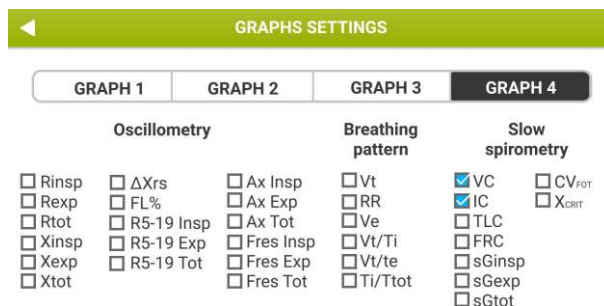 GRAPHS SETTINGS
GRAPH 1 GRAPH 2 GRAPH 3 GRAPH 4
Oscillometry
Breathing
pattern
Slow
spirometry
Rinsp
Rexp
Rtot
Xinsp
Xexp
Xtot
ΔXrs
FL%
R5-19 Insp
R5-19 Exp
R5-19 Tot
Ax Insp
Ax Exp
Ax Tot
Fres Insp
Fres Exp
Fres Tot
Vt
RR
Ve
Vt/Ti
Vt/te
Ti/Ttot
VC
IC
TLC
FRC
sGinsp
sGexp
sGtot
CVFOT
XCRIT